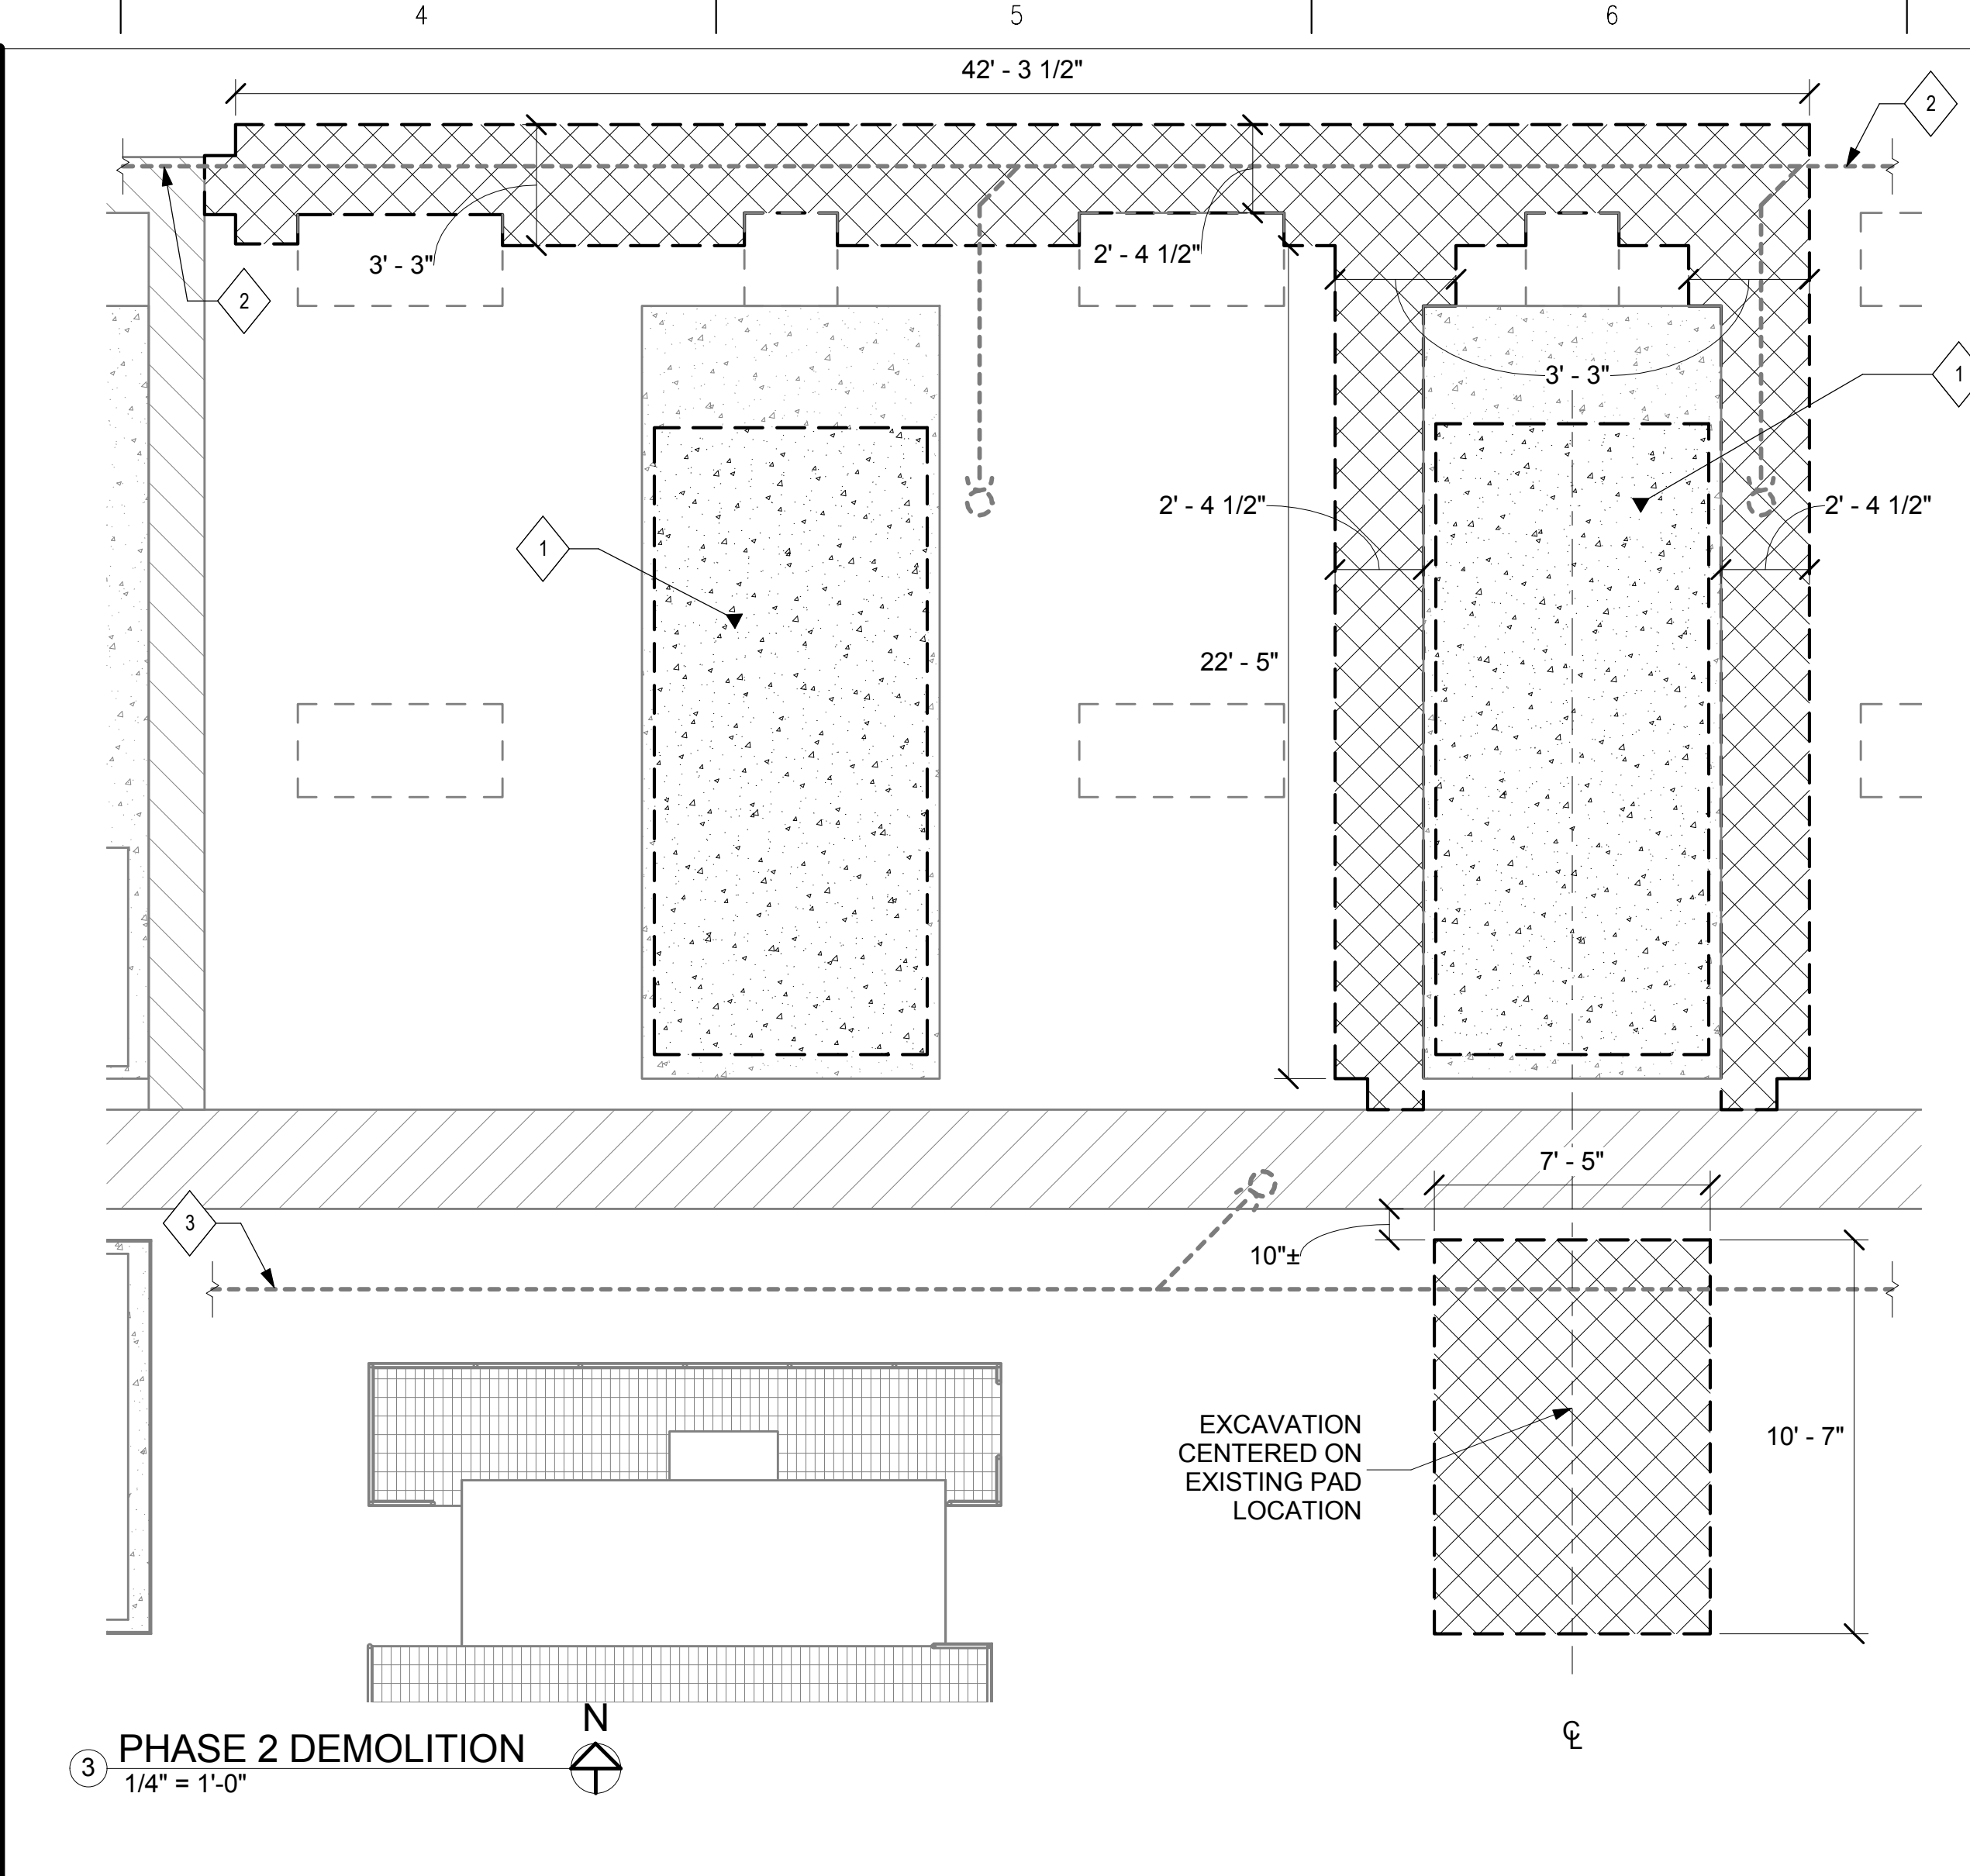 4 5 6
42' - 3 1/2"
2
3' - 3"
2' - 4 1/2"
2
3' - 3"
1
2' - 4 1/2"
2' - 4 1/2"
1
22' - 5"
7' - 5"
3
10"±
10' - 7"
EXCAVATION
CENTERED ON
EXISTING PAD
LOCATION
N
℄
3 PHASE 2 DEMOLITION
1/4" = 1'-0"